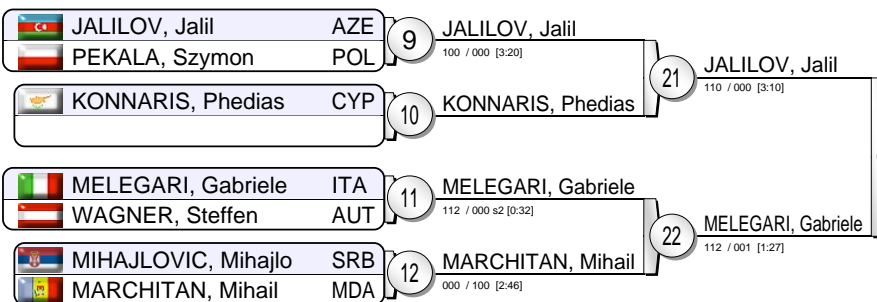 JALILOV, Jalil AZE
PEKALA, Szymon POL
9
JALILOV, Jalil
100 / 000 [3:20]
KONNARIS, Phedias CYP
10
KONNARIS, Phedias
21
JALILOV, Jalil
110 / 000 [3:10]
MELEGARI, Gabriele ITA
WAGNER, Steffen AUT
11
MELEGARI, Gabriele
112 / 000 s2 [0:32]
MIHAJLOVIC, Mihajlo SRB
MARCHITAN, Mihail MDA
12
MARCHITAN, Mihail
000 / 100 [2:46]
22
MELEGARI, Gabriele
112 / 001 [1:27]